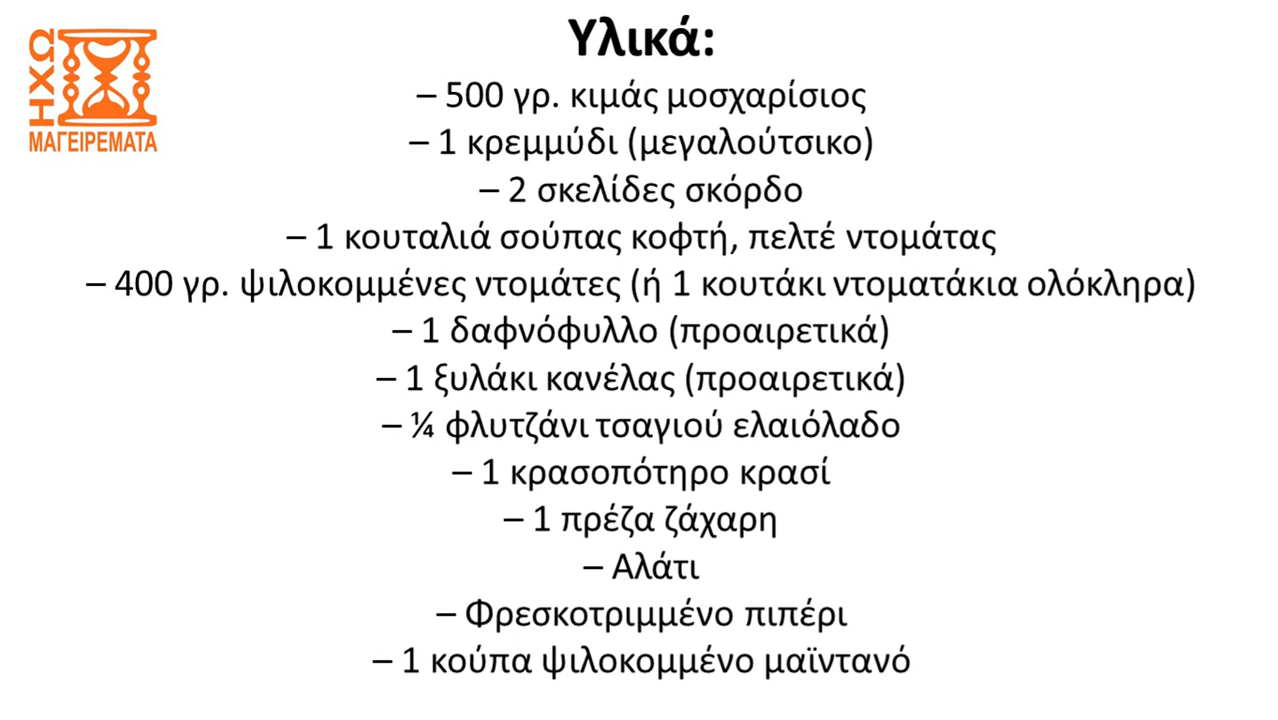 Υλικά:
ΗΧΩ
ΜΑΓΕΙΡΕΜΑΤΑ
– 500 γρ. κιμάς μοσχαρίσιος
– 1 κρεμμύδι (μεγαλούτσικο)
– 2 σκελίδες σκόρδο
– 1 κουταλιά σούπας κοφτή, πελτέ ντομάτας
– 400 γρ. ψιλοκομμένες ντομάτες (ή 1 κουτάκι ντοματάκια ολόκληρα)
– 1 δαφνόφυλλο (προαιρετικά)
– 1 ξυλάκι κανέλας (προαιρετικά)
– ¼ φλυτζάνι τσαγιού ελαιόλαδο
– 1 κρασοπότηρο κρασί
– 1 πρέζα ζάχαρη
– Αλάτι
– Φρεσκοτριμμένο πιπέρι
– 1 κούπα ψιλοκομμένο μαϊντανό